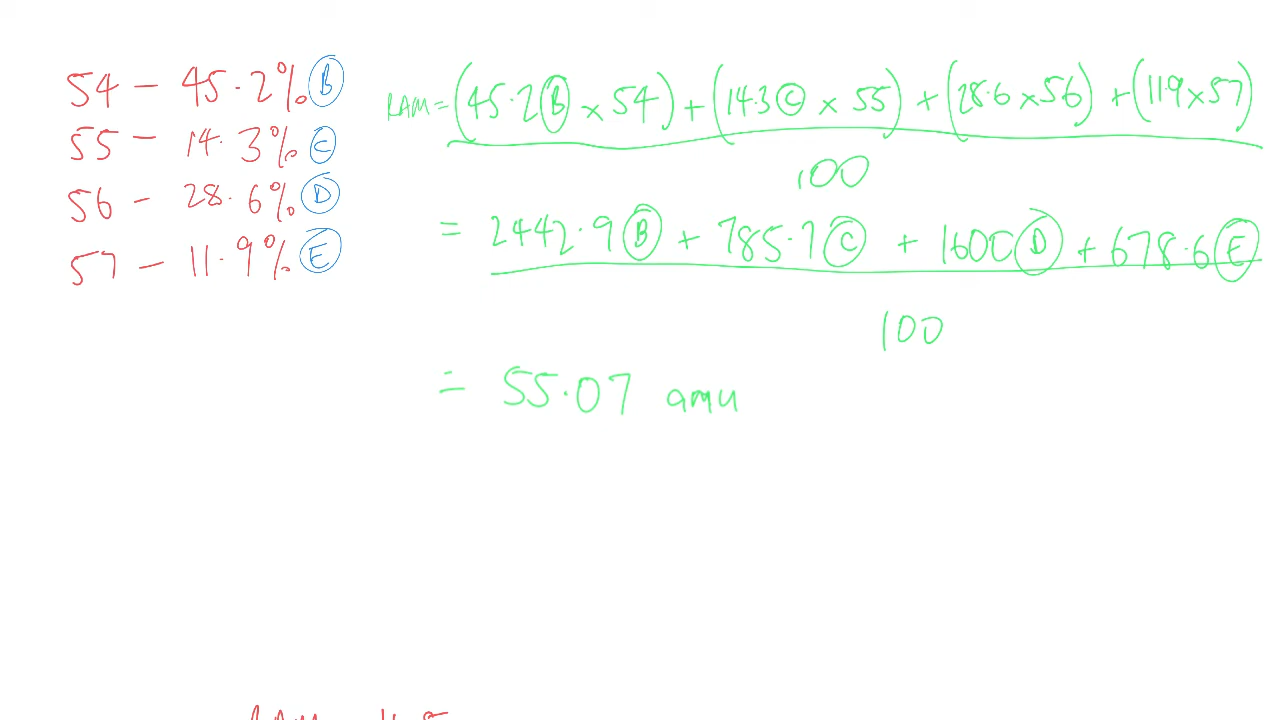 54 - 45.2% B
55 - 14.3% C
56 - 28.6% D
57 - 11.9% E
RAM = (45.2 B × 54) + (14.3 C × 55) + (28.6 × 56) + (11.9 × 57)
100
= 2442.9 B + 785.7 C + 1600 D + 678.6 E
100
= 55.07 amu